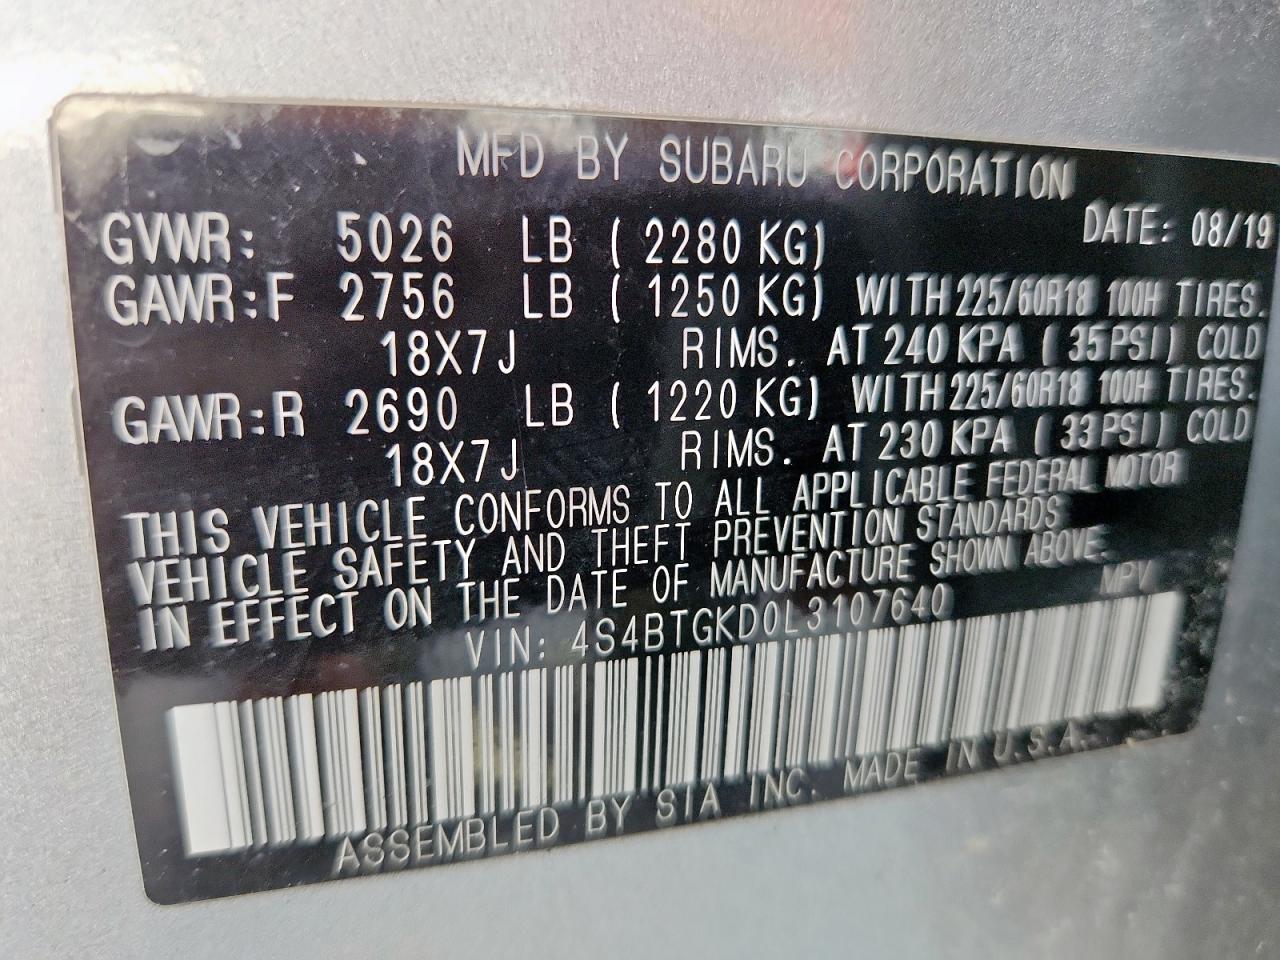 MFD BY SUBARU CORPORATION
DATE: 08/19
GVWR: 5026 LB ( 2280 KG)
GAWR:F 2756 LB ( 1250 KG) WITH 225/60R18 100H TIRES.
18X7J RIMS. AT 240 KPA ( 35PSI) COLD
GAWR:R 2690 LB ( 1220 KG) WITH 225/60R18 100H TIRES.
18X7J RIMS. AT 230 KPA ( 33PSI) COLD
THIS VEHICLE CONFORMS TO ALL APPLICABLE FEDERAL MOTOR
VEHICLE SAFETY AND THEFT PREVENTION STANDARDS
IN EFFECT ON THE DATE OF MANUFACTURE SHOWN ABOVE.
VIN: 4S4BTGKD0L3107640 MPV
ASSEMBLED BY SIA INC. MADE IN U.S.A.